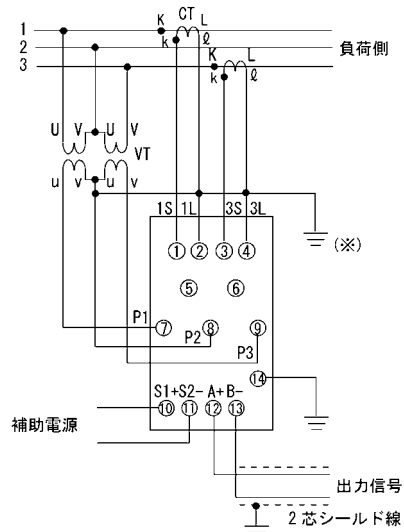 K CT L
1
2
3
k ℓ
K L
k ℓ
負荷側
U V U V
VT
u v u v
1S 1L 3S 3L
(※)
① ② ③ ④
⑤ ⑥
P1
⑦ ⑧ ⑨
P2
P3
⑭
S1+ S2- A+ B-
⑩ ⑪ ⑫ ⑬
補助電源
出力信号
2芯シールド線